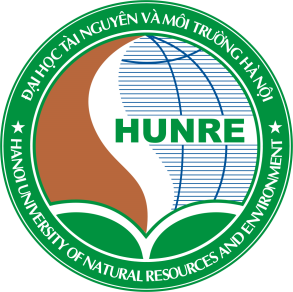 ĐẠI HỌC TÀI NGUYÊN VÀ MÔI TRƯỜNG HÀ NỘI
HUNRE
HANOI UNIVERSITY OF NATURAL RESOURCES AND ENVIRONMENT